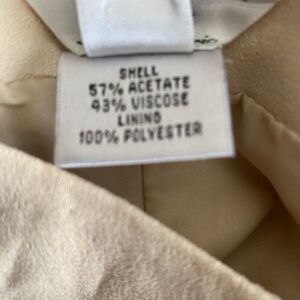 SHELL
57% ACETATE
43% VISCOSE
LINING
100% POLYESTER